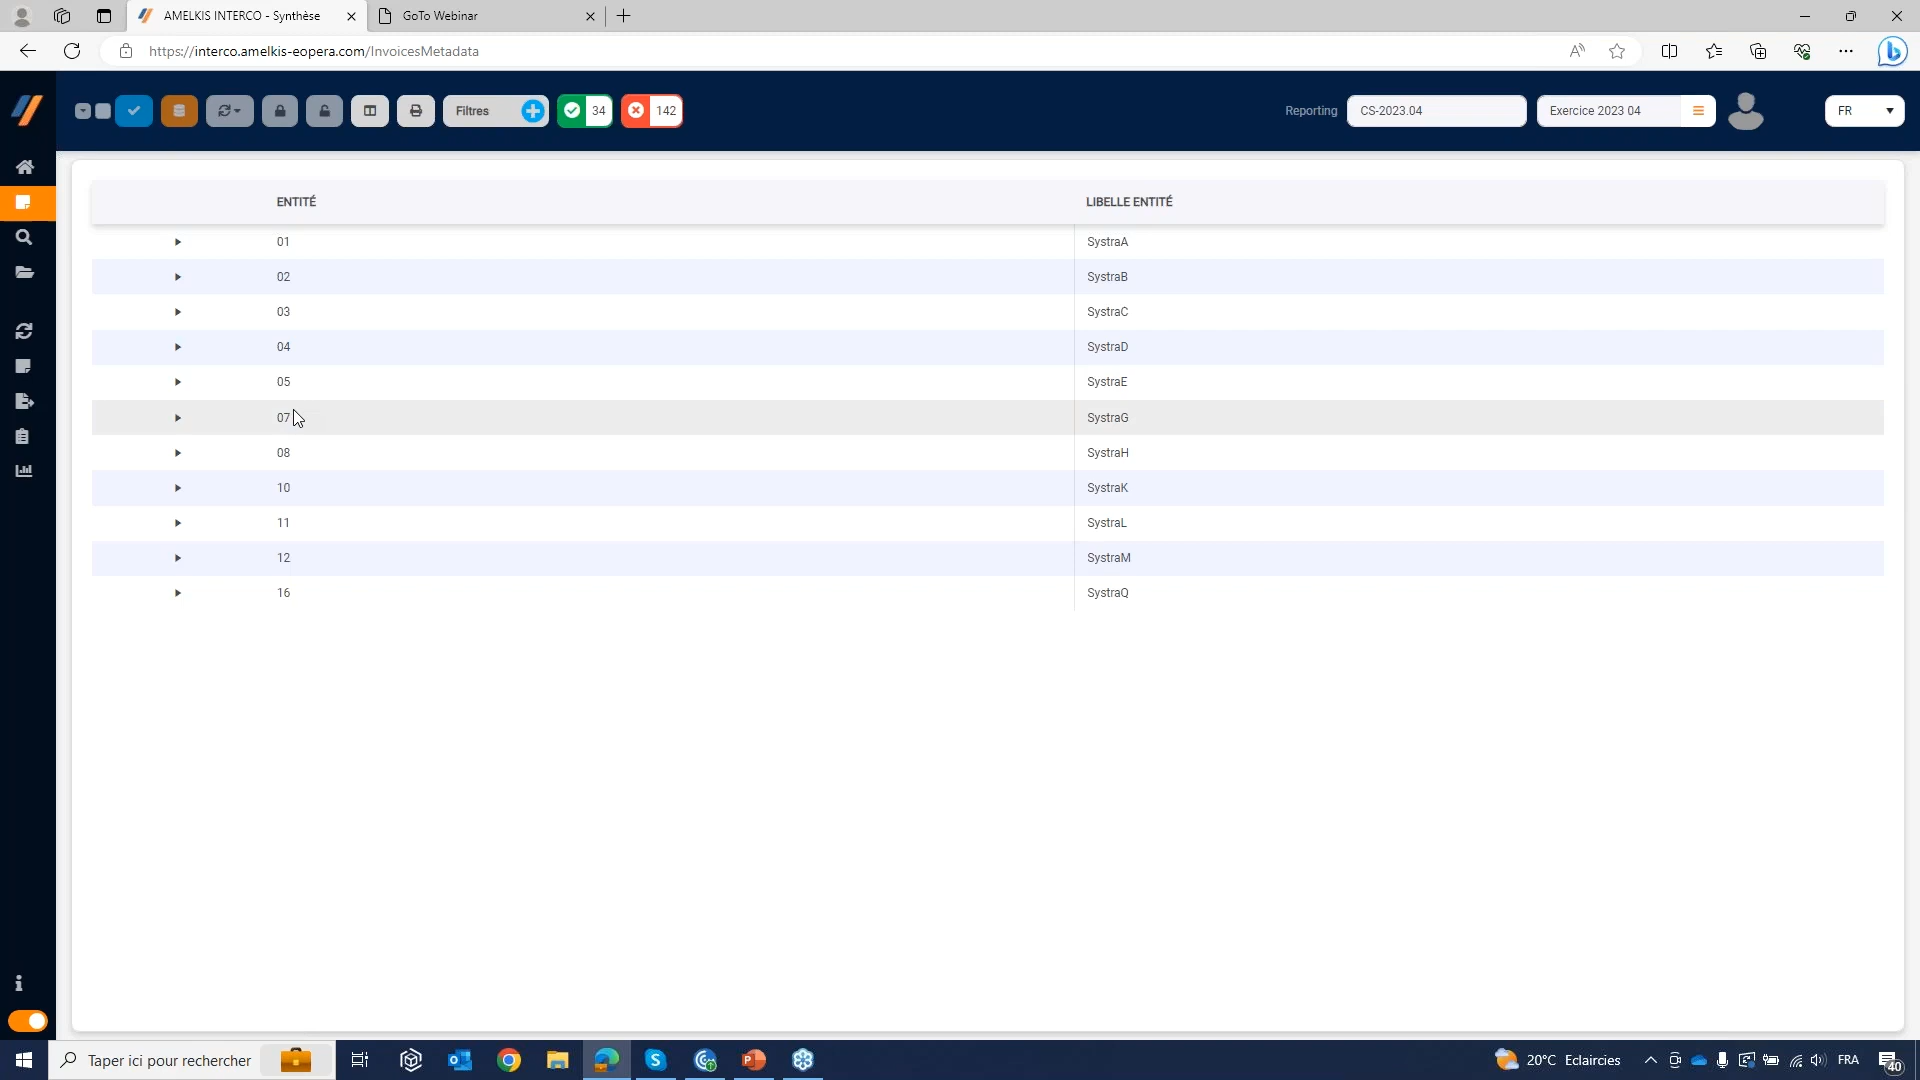 AMELKIS INTERCO - Synthèse
GoTo Webinar
https://interco.amelkis-eopera.com/InvoicesMetadata
Filtres 34 142 Reporting CS-2023.04 Exercice 2023 04 FR
ENTITÉ LIBELLE ENTITÉ
01 SystraA
02 SystraB
03 SystraC
04 SystraD
05 SystraE
07 SystraG
08 SystraH
10 SystraK
11 SystraL
12 SystraM
16 SystraQ
Taper ici pour rechercher 20°C Eclaircies FRA 40